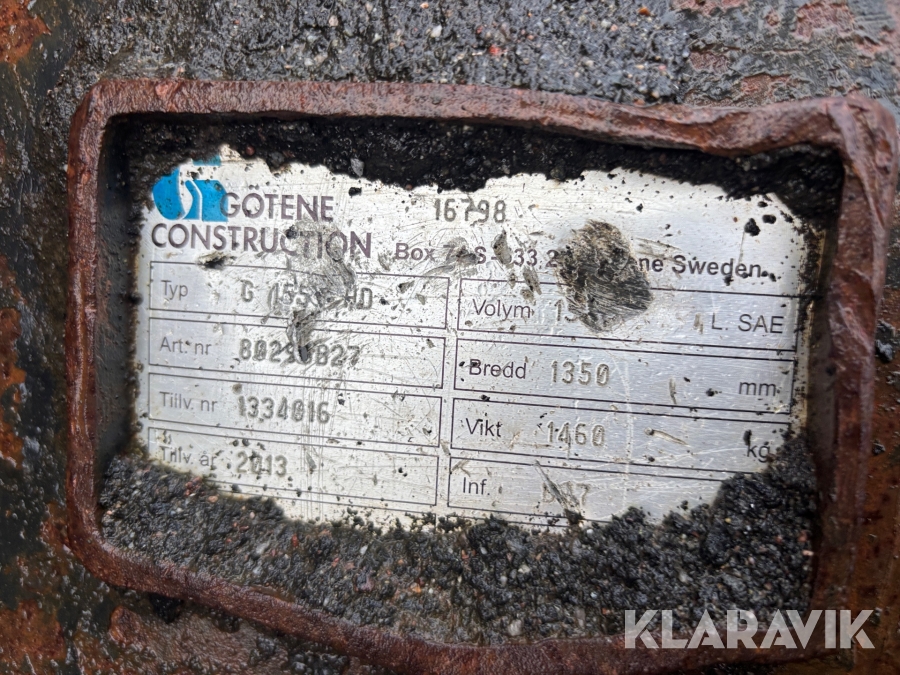 GÖTENE 16798
CONSTRUCTION Box Sweden
Typ G HD Volym L. SAE
Art. nr Bredd 1350 mm
Tillv. nr 1334016 Vikt 1460 kg
Tillv. år 2013 Inf.
KLARAVIK